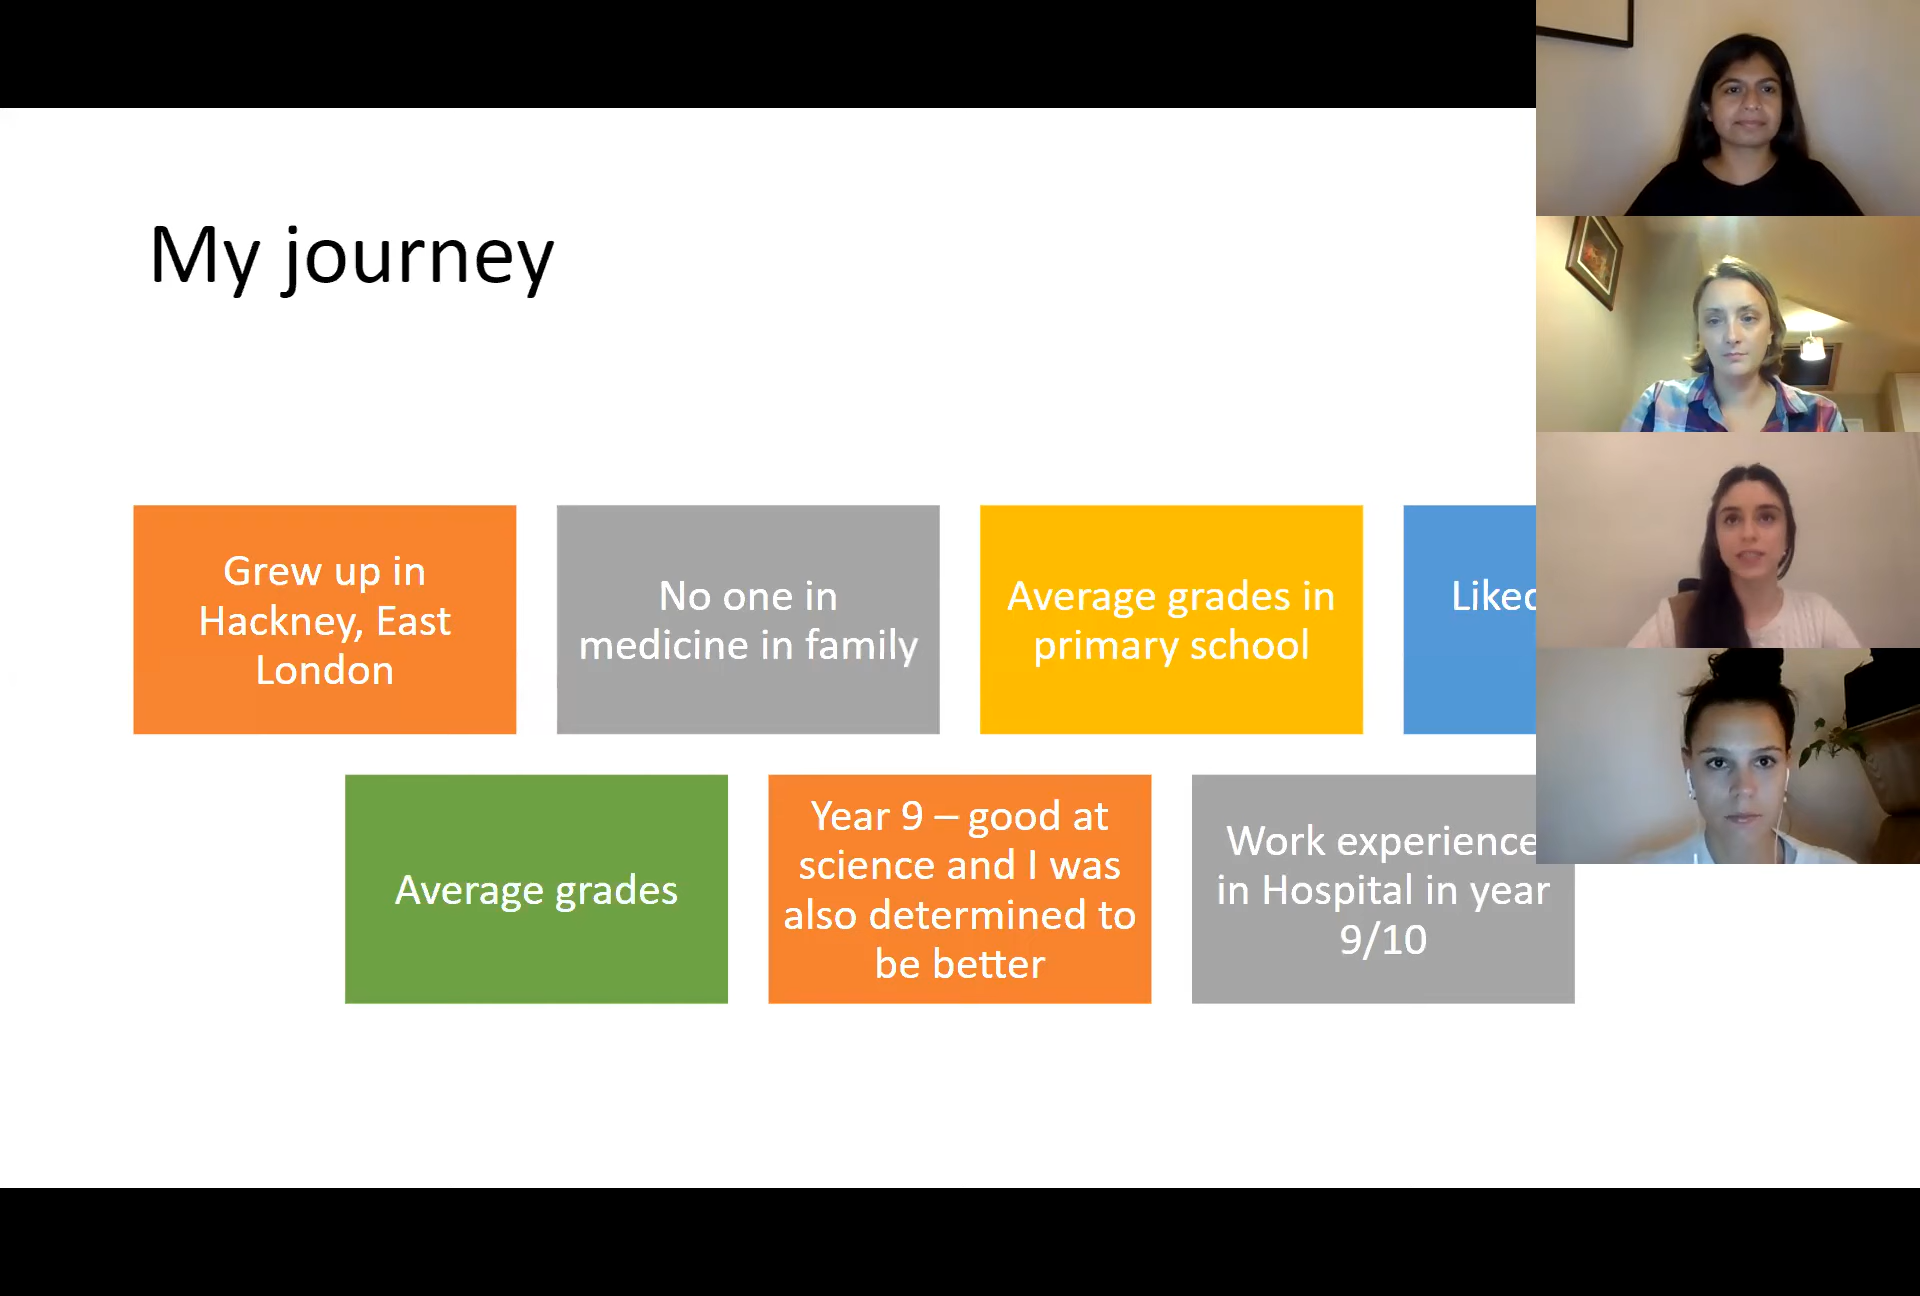 My journey
Grew up in
Hackney, East
London
No one in
medicine in family
Average grades in
primary school
Average grades
Year 9 – good at
science and I was
also determined to
be better
Work experience
in Hospital in year
9/10